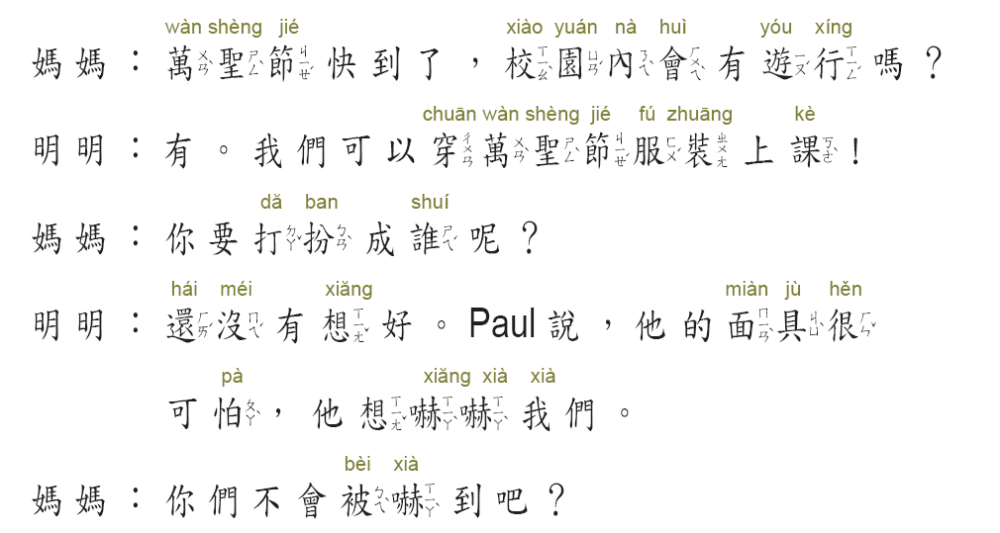 wàn shèng jié xiào yuán nà huì yóu xíng
媽媽：萬ㄨㄢˋ聖ㄕㄥˋ節ㄐㄧㄝˊ快到了，校ㄒㄧㄠˋ園ㄩㄢˊ內ㄋㄟˋ會ㄏㄨㄟˋ有遊ㄧㄡˊ行ㄒㄧㄥˊ嗎？
chuān wàn shèng jié fú zhuāng kè
明明：有。我們可以穿ㄔㄨㄢ萬ㄨㄢˋ聖ㄕㄥˋ節ㄐㄧㄝˊ服ㄈㄨˊ裝ㄓㄨㄤ上課ㄎㄜˋ！
dă ban shuí
媽媽：你要打ㄉㄚˇ扮ㄅㄢˋ成誰ㄕㄟˊ呢？
hái méi xiăng miàn jù hěn
明明：還ㄏㄞˊ沒ㄇㄟˊ有想ㄒㄧㄤˇ好。Paul說，他的面ㄇㄧㄢˋ具ㄐㄩˋ很ㄏㄣˇ
pà xiăng xià xià
可怕ㄆㄚˋ，他想ㄒㄧㄤˇ嚇ㄒㄧㄚˋ嚇ㄒㄧㄚˋ我們。
bèi xià
媽媽：你們不會被ㄅㄟˋ嚇ㄒㄧㄚˋ到吧？